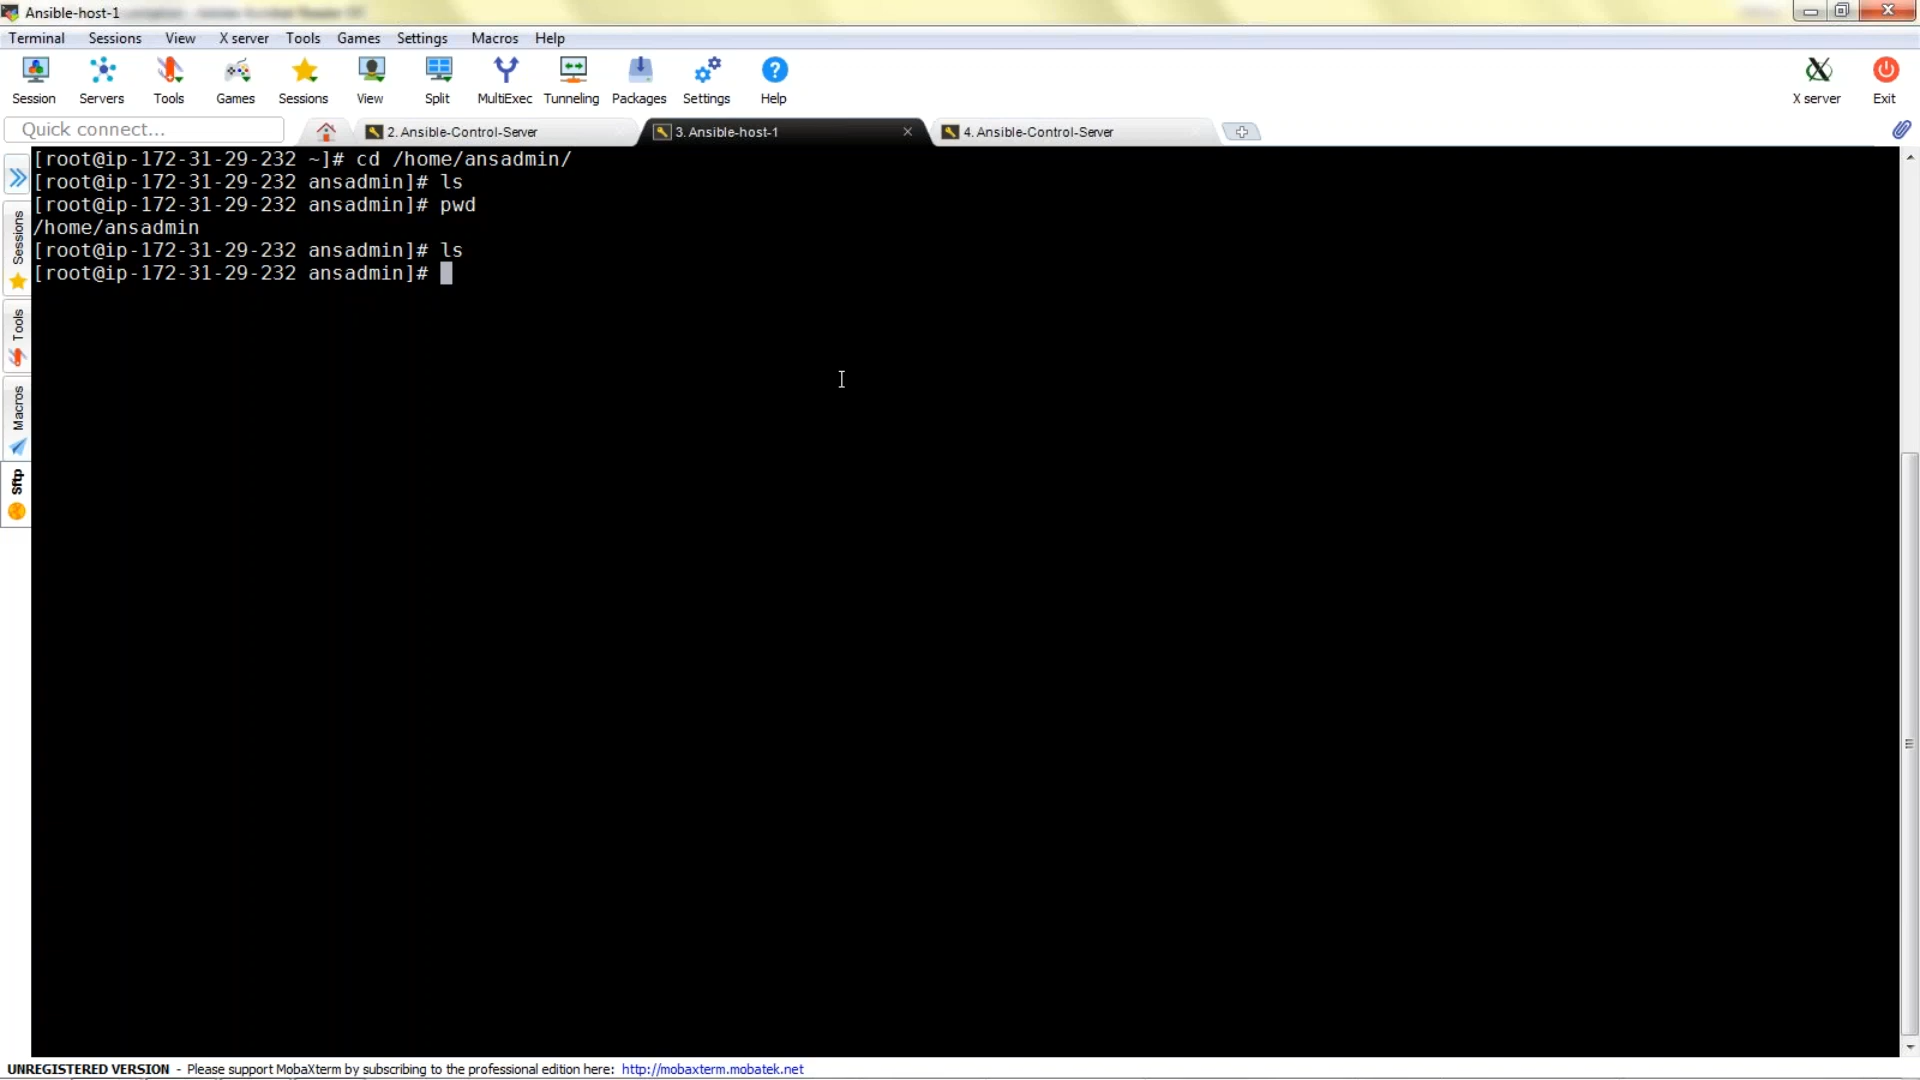 Ansible-host-1
Terminal Sessions View X server Tools Games Settings Macros Help
Session Servers Tools Games Sessions View Split MultiExec Tunneling Packages Settings Help X server Exit
Quick connect... 2. Ansible-Control-Server 3. Ansible-host-1 4. Ansible-Control-Server
[root@ip-172-31-29-232 ~]# cd /home/ansadmin/
[root@ip-172-31-29-232 ansadmin]# ls
[root@ip-172-31-29-232 ansadmin]# pwd
/home/ansadmin
[root@ip-172-31-29-232 ansadmin]# ls
[root@ip-172-31-29-232 ansadmin]#
Sessions
Tools
Macros
Sftp
UNREGISTERED VERSION - Please support MobaXterm by subscribing to the professional edition here: http://mobaxterm.mobatek.net